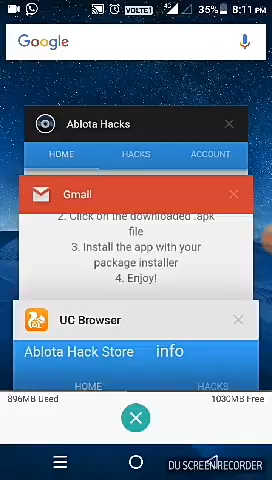 VOLTE) 4G 35% 8:11 PM
Google
Ablota Hacks
HOME HACKS ACCOUNT
Gmail
2. Click on the downloaded .apk
file
3. Install the app with your
package installer
4. Enjoy!
UC Browser
Ablota Hack Store info
HOME HACKS
896MB Used 1030MB Free
DU SCREEN RECORDER